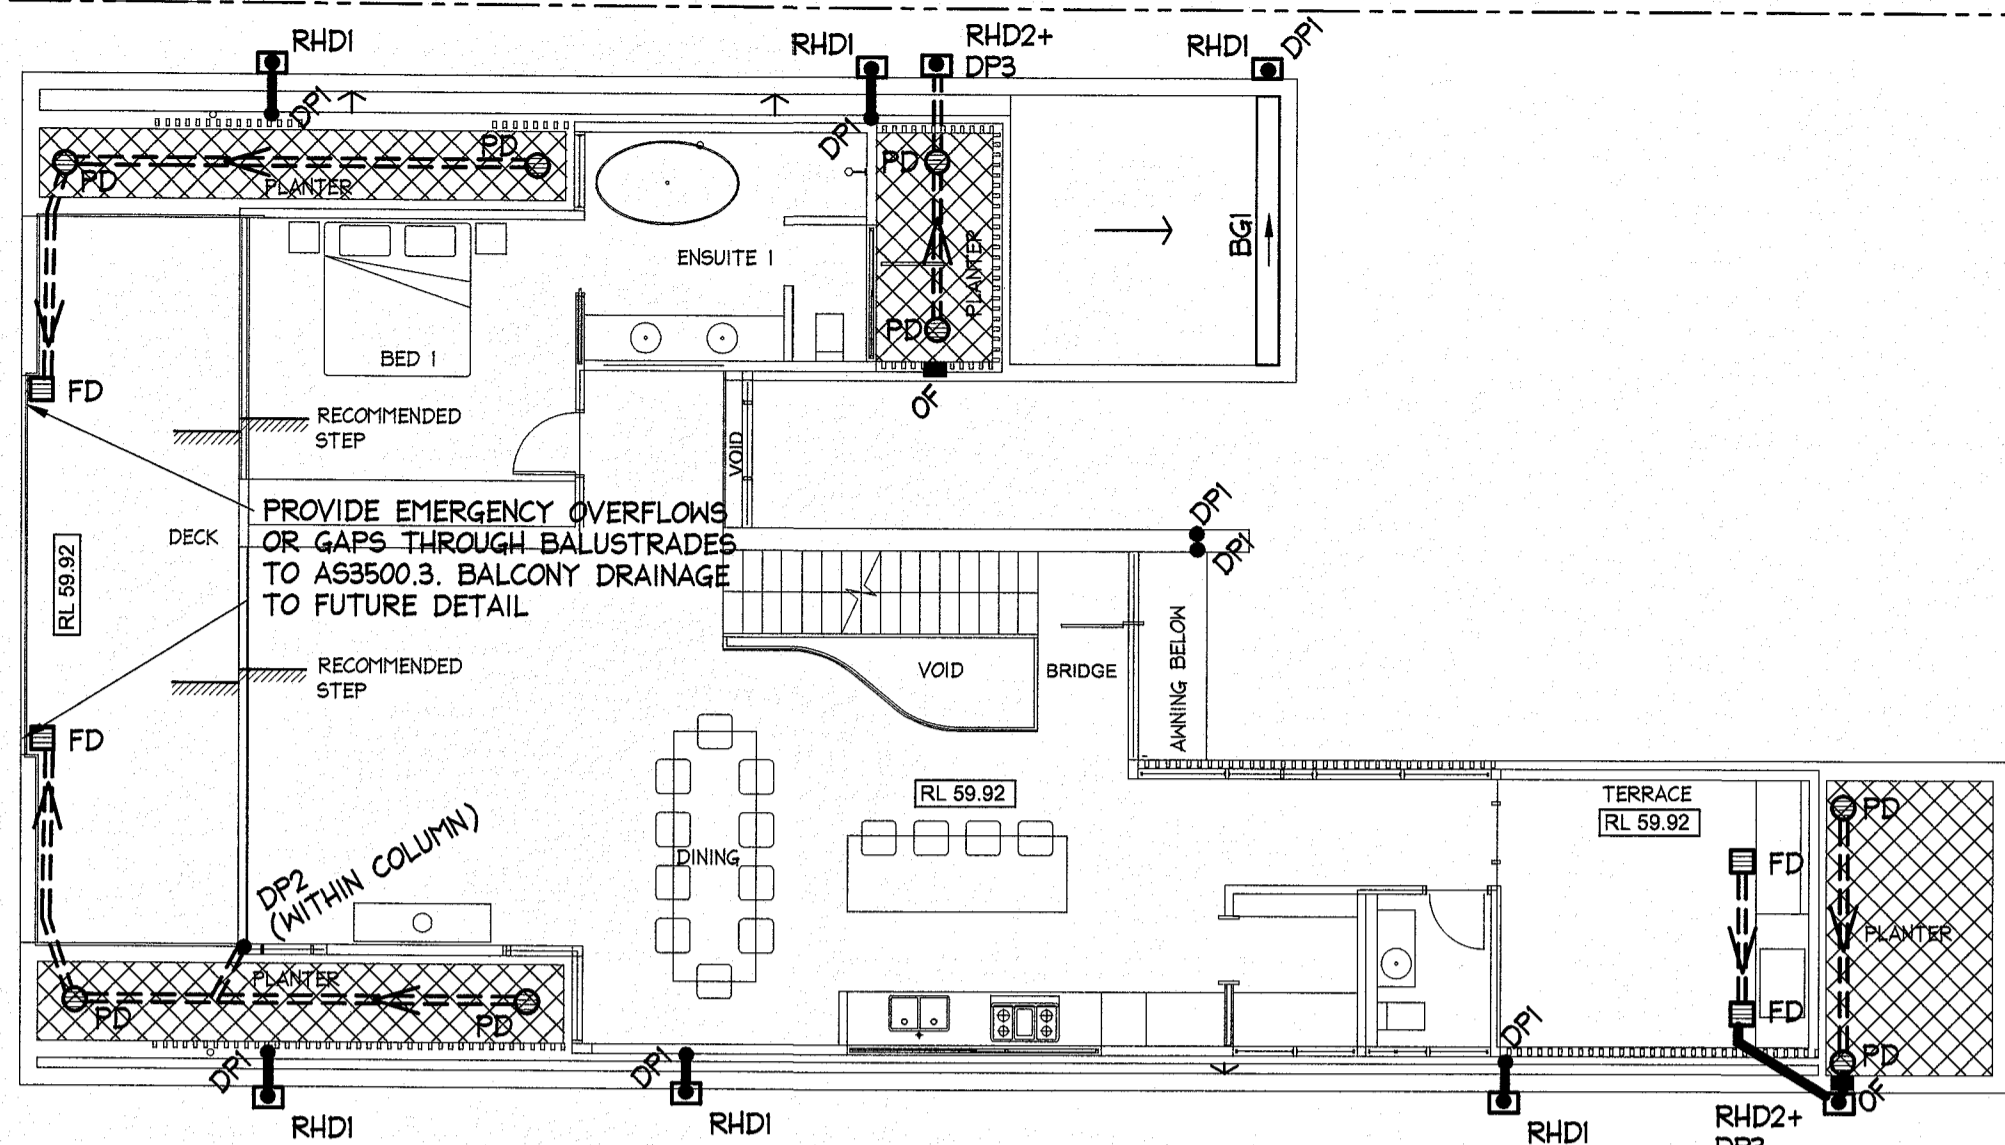 RHD1
RHD1
RHD2+
DP3
RHD1
DP1
DP1
DP1
PD
PD
PLANTER
PD
PLANTER
PD
ENSUITE 1
BG1
BED 1
FD
OF
RECOMMENDED
STEP
VOID
PROVIDE EMERGENCY OVERFLOWS
OR GAPS THROUGH BALUSTRADES
TO AS3500.3. BALCONY DRAINAGE
TO FUTURE DETAIL
DECK
RL 59.92
DP1
DP1
RECOMMENDED
STEP
VOID
BRIDGE
AWNING BELOW
FD
RL 59.92
TERRACE
RL 59.92
PD
DP2
(WITHIN COLUMN)
DINING
FD
PLANTER
PLANTER
PD
PD
FD
PD
DP1
DP1
DP1
OF
RHD1
RHD1
RHD1
RHD2+